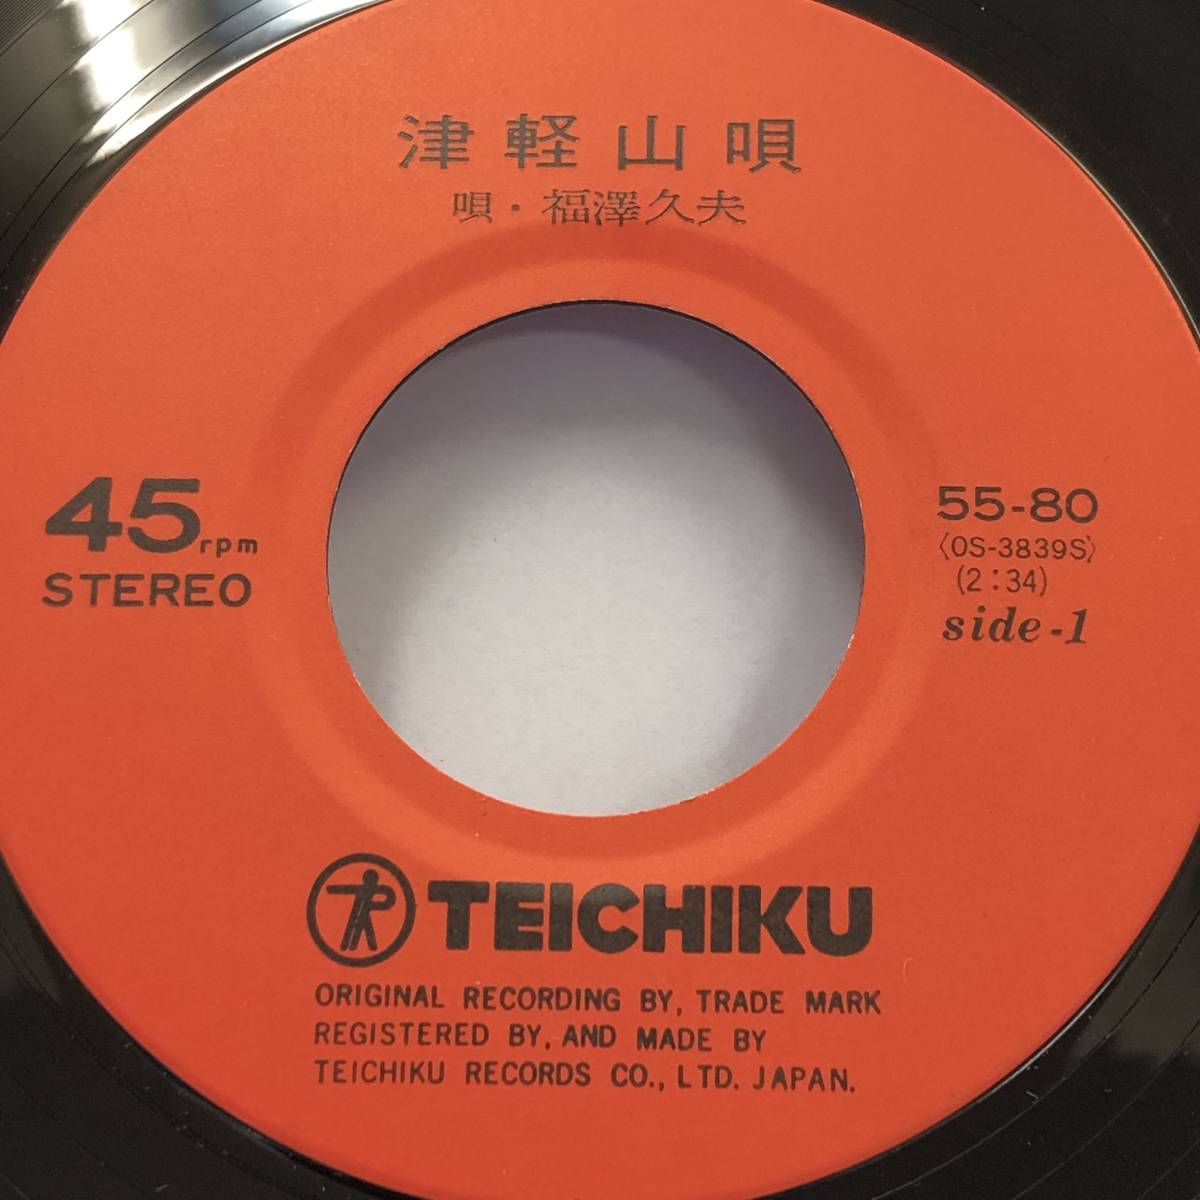 津軽山唄
唄・福澤久夫
45rpm
STEREO
55-80
〈OS-3839S〉
(2:34)
side-1
TEICHIKU
ORIGINAL RECORDING BY, TRADE MARK
REGISTERED BY, AND MADE BY
TEICHIKU RECORDS CO., LTD. JAPAN.